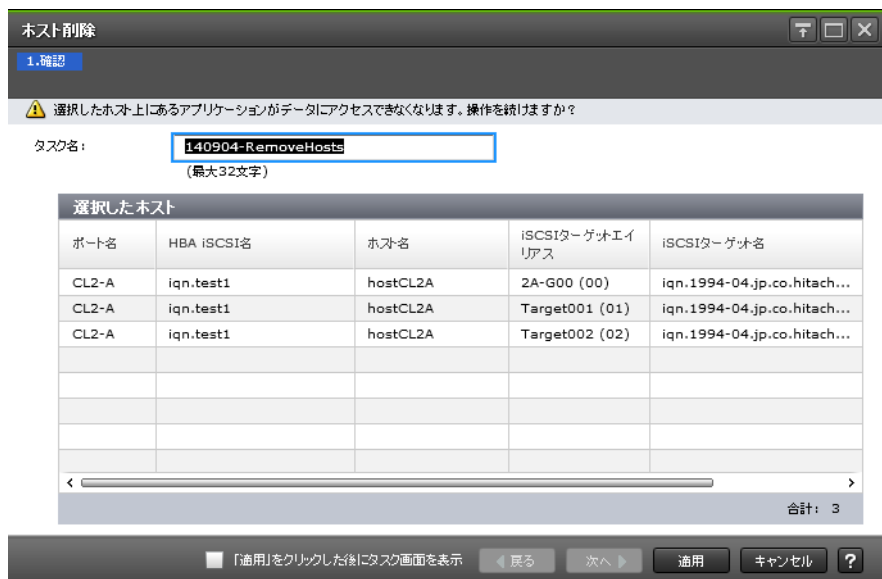 ホスト削除
1.確認
選択したホスト上にあるアプリケーションがデータにアクセスできなくなります。操作を続けますか？
タスク名: 140904-RemoveHosts
(最大32文字)
選択したホスト
ポート名 HBA iSCSI名 ホスト名 iSCSIターゲットエイリアス iSCSIターゲット名
CL2-A iqn.test1 hostCL2A 2A-G00 (00) iqn.1994-04.jp.co.hitach...
CL2-A iqn.test1 hostCL2A Target001 (01) iqn.1994-04.jp.co.hitach...
CL2-A iqn.test1 hostCL2A Target002 (02) iqn.1994-04.jp.co.hitach...
合計: 3
「適用」をクリックした後にタスク画面を表示 戻る 次へ 適用 キャンセル ?